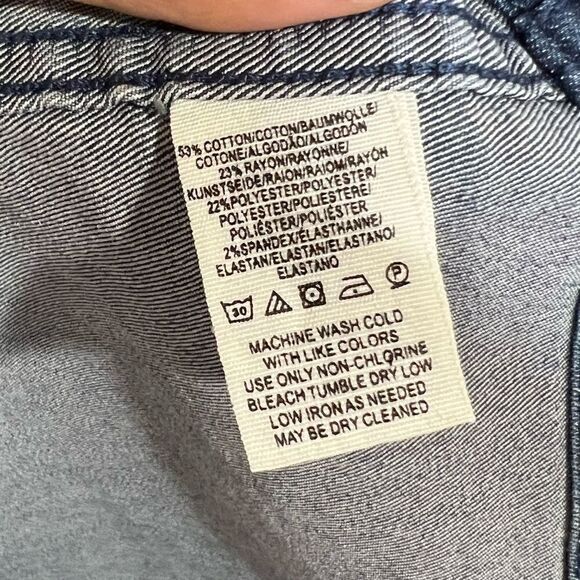 53% COTTON/COTON/BAUMWOLLE/
COTONE/ALGODÃO/ALGODÓN
23% RAYON/RAYONNE/
KUNSTSEIDE/RAION/RAIOM/RAYÓH
22% POLYESTER/POLYESTER/
POLYESTER/POLIESTERE/
POLIÉSTER/POLIÉSTER
2% SPANDEX/ÉLASTHANNE/
ELASTAN/ELASTAN/ELASTANO/
ELASTANO
30 P
MACHINE WASH COLD
WITH LIKE COLORS
USE ONLY NON-CHLORINE
BLEACH TUMBLE DRY LOW
LOW IRON AS NEEDED
MAY BE DRY CLEANED